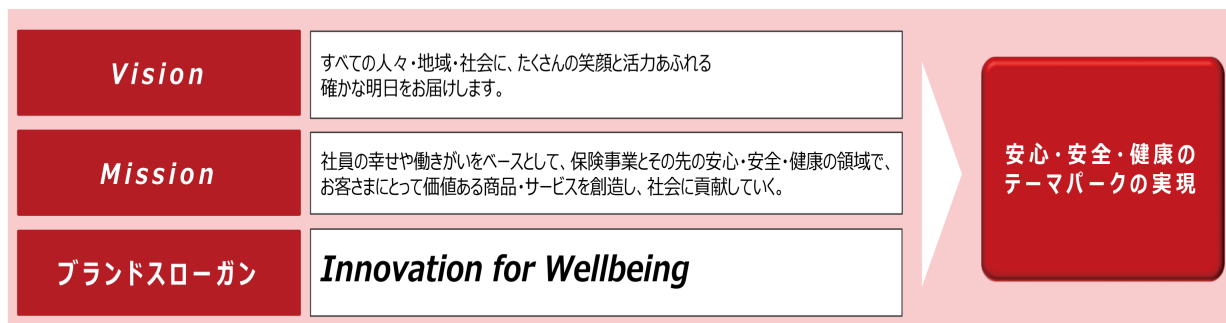 Vision
すべての人々・地域・社会に、たくさんの笑顔と活力あふれる
確かな明日をお届けします。
Mission
社員の幸せや働きがいをベースとして、保険事業とその先の安心・安全・健康の領域で、
お客さまにとって価値ある商品・サービスを創造し、社会に貢献していく。
ブランドスローガン
Innovation for Wellbeing
安心・安全・健康の
テーマパークの実現